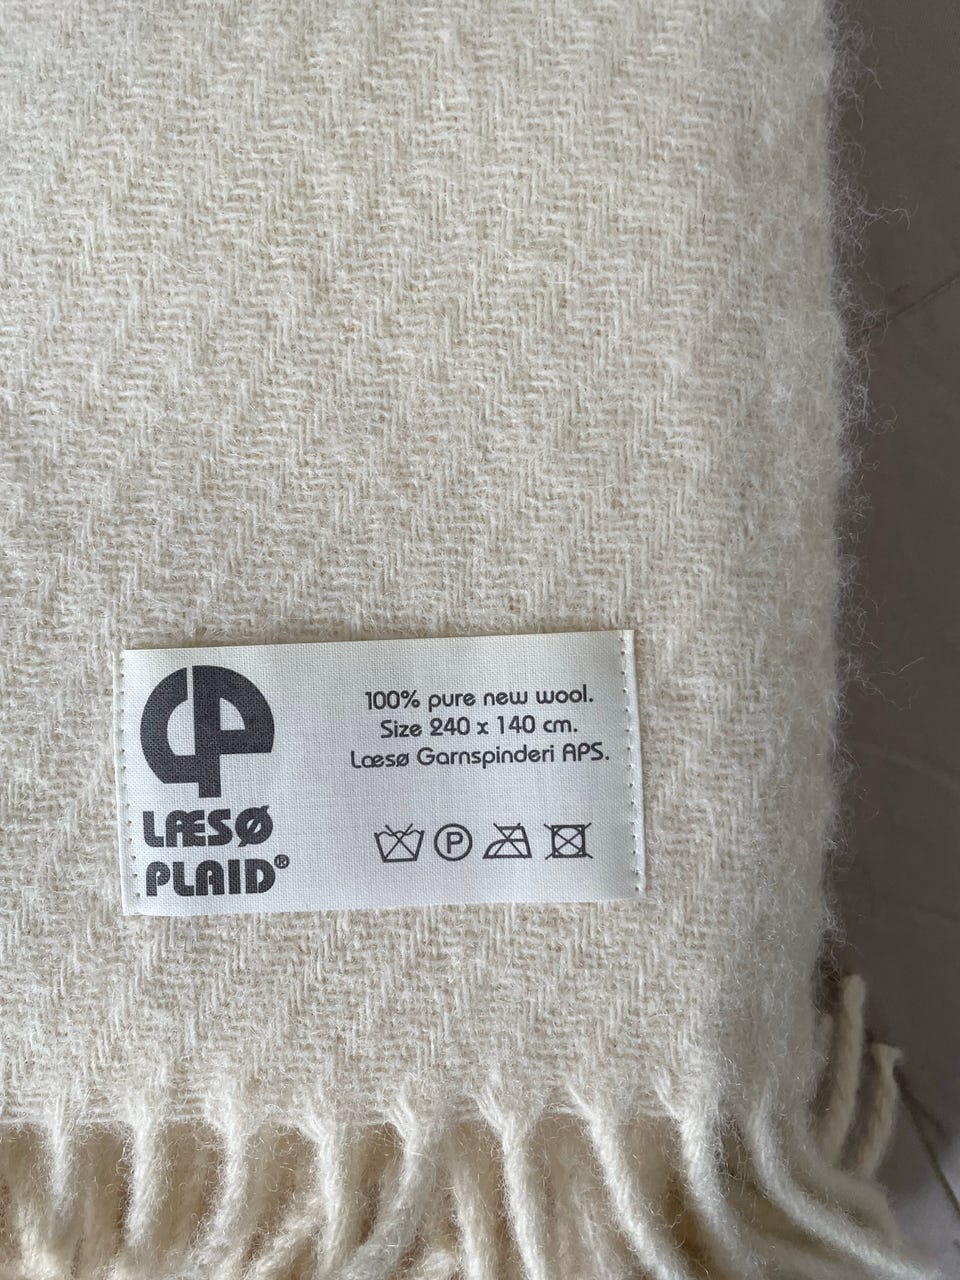 LÆSØ
PLAID®
100% pure new wool.
Size 240 x 140 cm.
Læsø Garnspinderi APS.
P